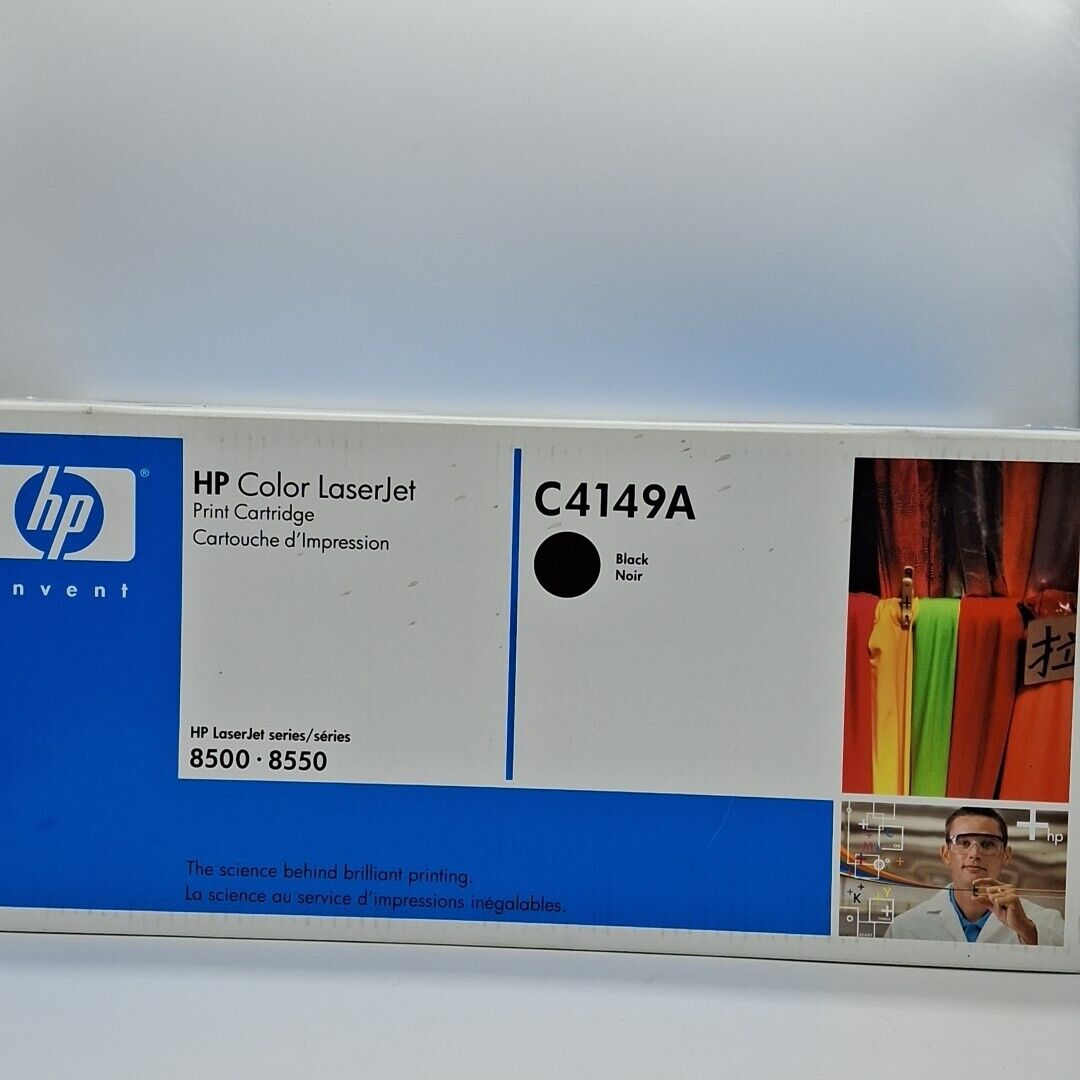 hp
®
nvent
HP Color LaserJet
Print Cartridge
Cartouche d'Impression
HP LaserJet series/séries
8500 · 8550
C4149A
Black
Noir
拉
The science behind brilliant printing.
La science au service d'impressions inégalables.
+hp
C
M
K
Y